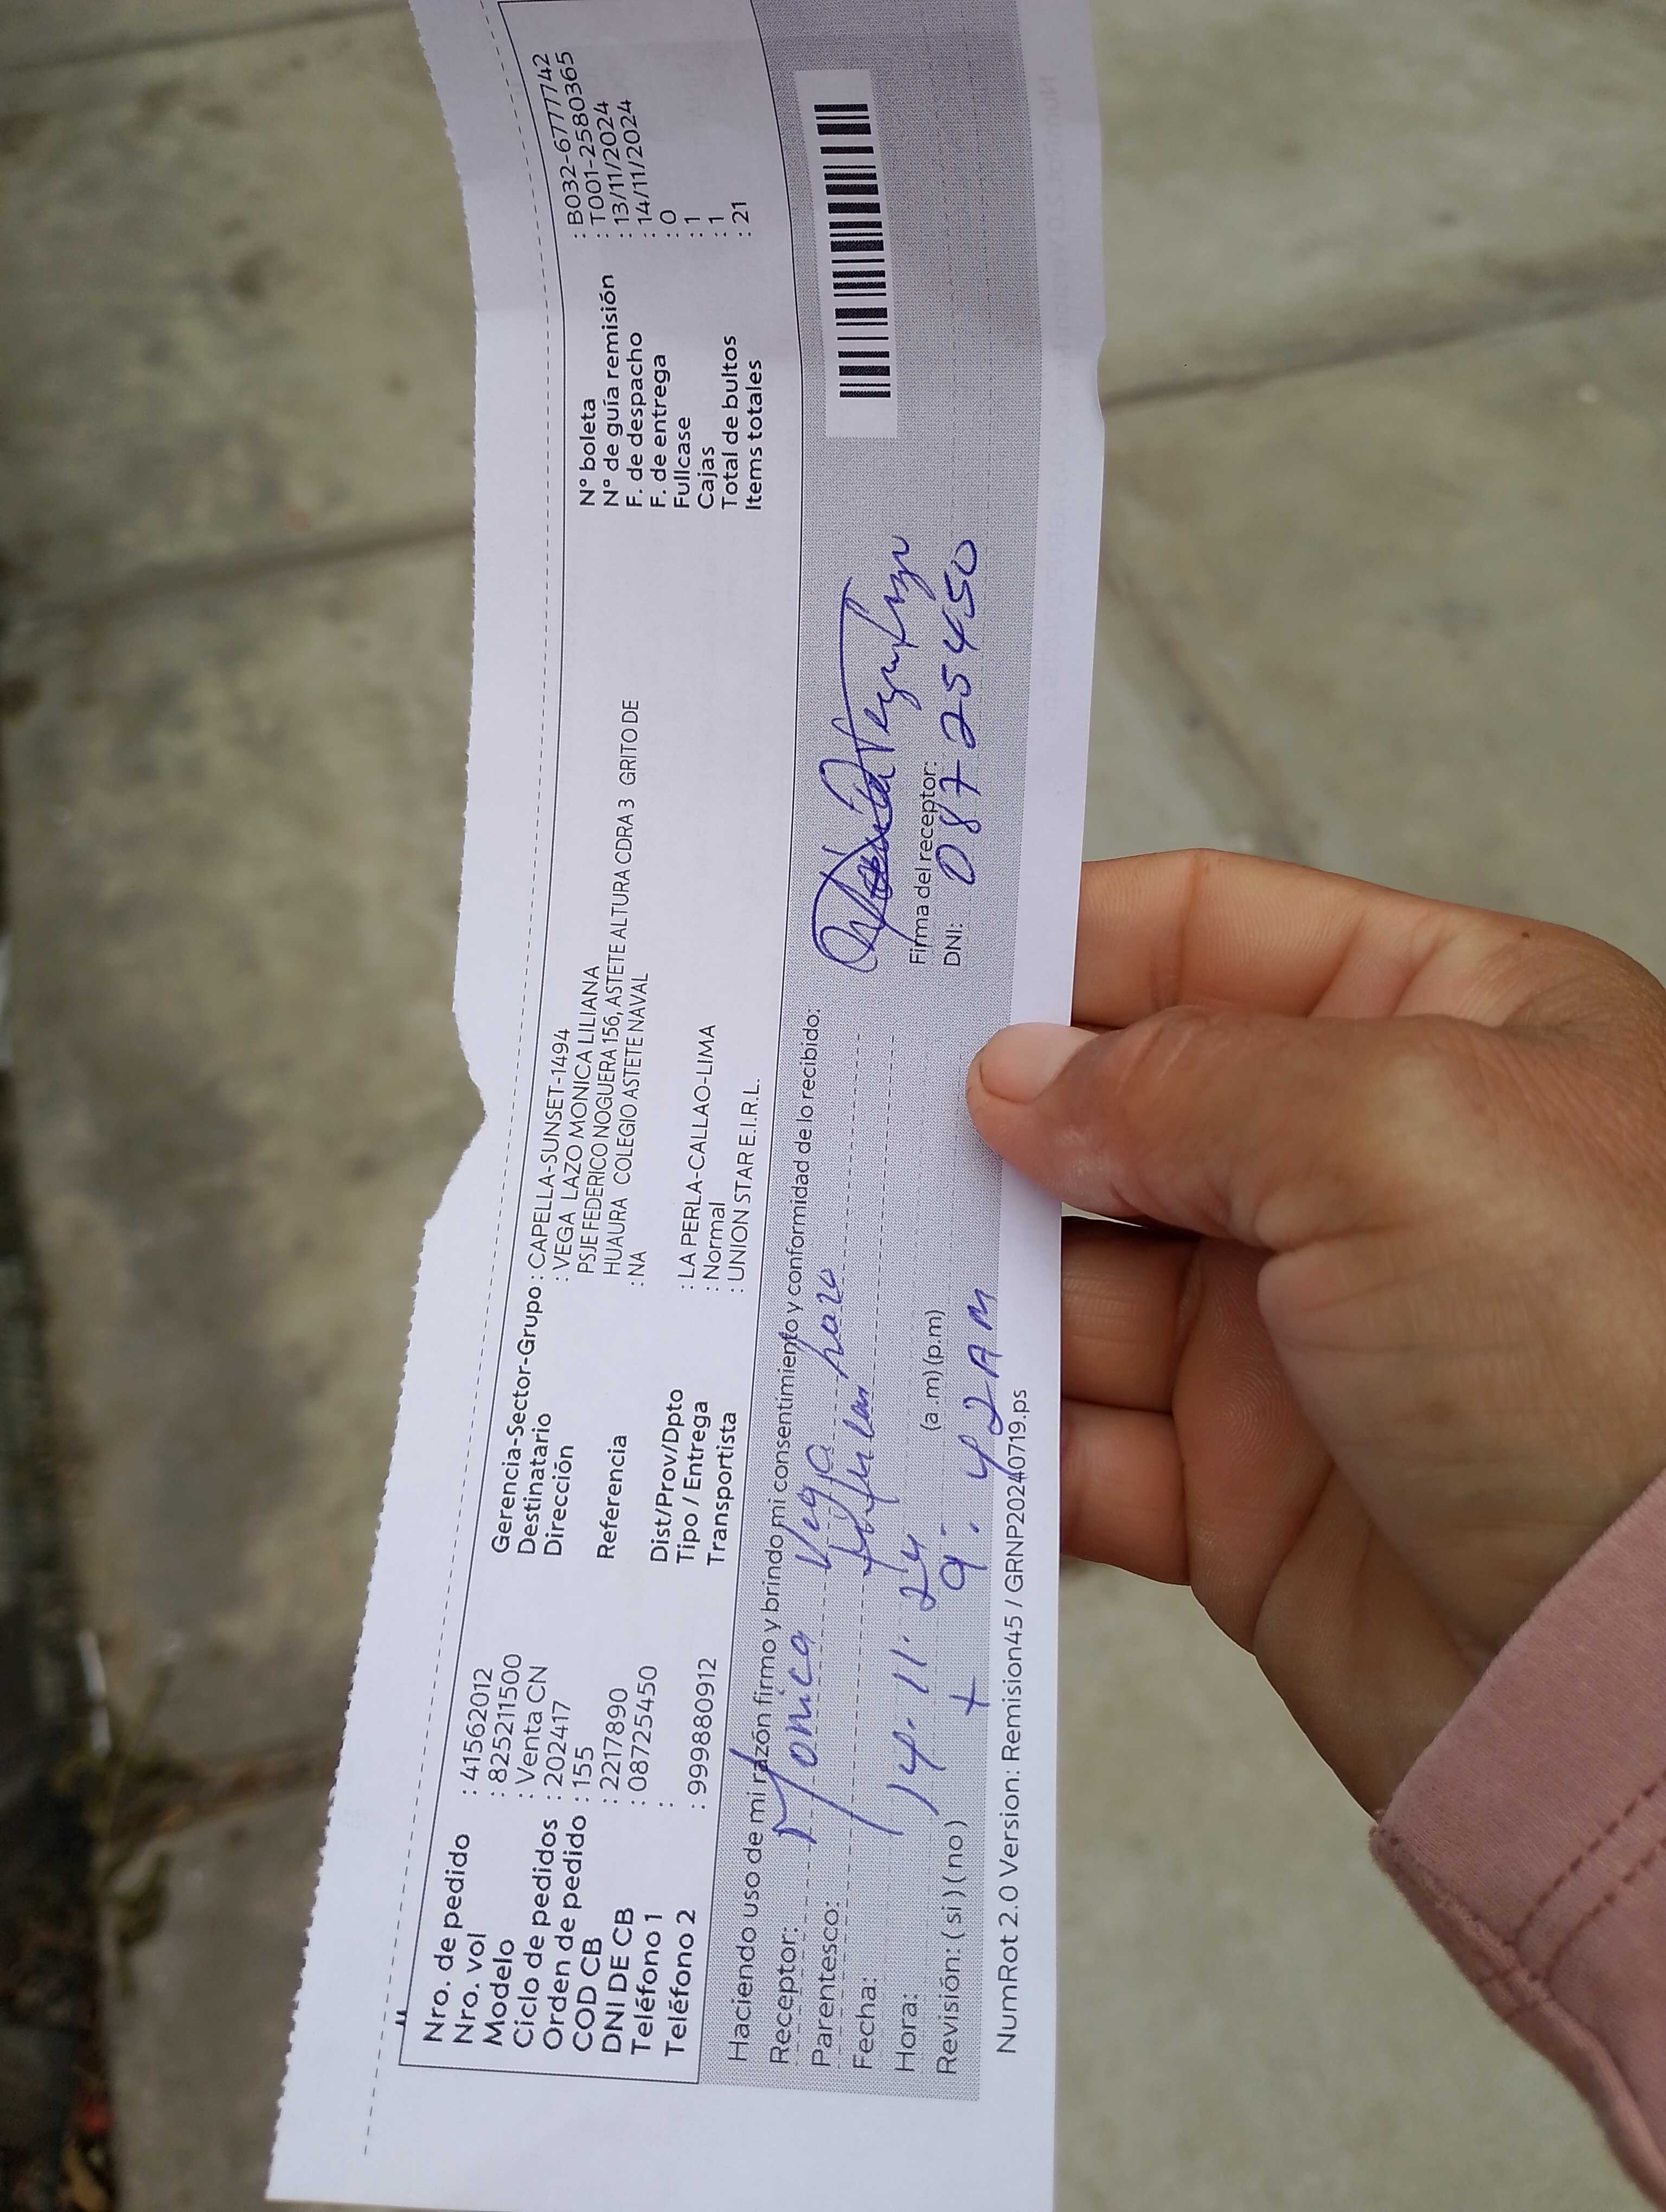 Nro. de pedido : 41562012
Nro. vol : 825211500
Modelo : Venta CN
Ciclo de pedidos : 202417
Orden de pedido : 155
COD CB : 2217890
DNI DE CB : 08725450
Teléfono 1 :
Teléfono 2 : 999880912
Gerencia-Sector-Grupo : CAPELLA-SUNSET-1494
Destinatario : VEGA LAZO MONICA LILIANA
Dirección PSJE FEDERICO NOGUERA 156, ASTETE ALTURA CDRA 3 GRITO DE
HUAURA COLEGIO ASTETE NAVAL
Referencia : NA
Dist/Prov/Dpto : LA PERLA-CALLAO-LIMA
Tipo / Entrega : Normal
Transportista : UNION STAR E.I.R.L.
N° boleta : B032-67777742
N° de guía remisión : T001-2580365
F. de despacho : 13/11/2024
F. de entrega : 14/11/2024
Fullcase : 0
Cajas : 1
Total de bultos : 1
Items totales : 21
Haciendo uso de mi razón firmo y brindo mi consentimiento y conformidad de lo recibido:
Receptor: Monica Vega Lazo
Parentesco: Titular
Fecha: 14.11.24
Hora: 9:42 AM (a.m) (p.m)
Revisión: ( si ) ( no ) +
Firma del receptor:
DNI: 08725450
NumRot 2.0 Version: Remision45 / GRNP20240719.ps